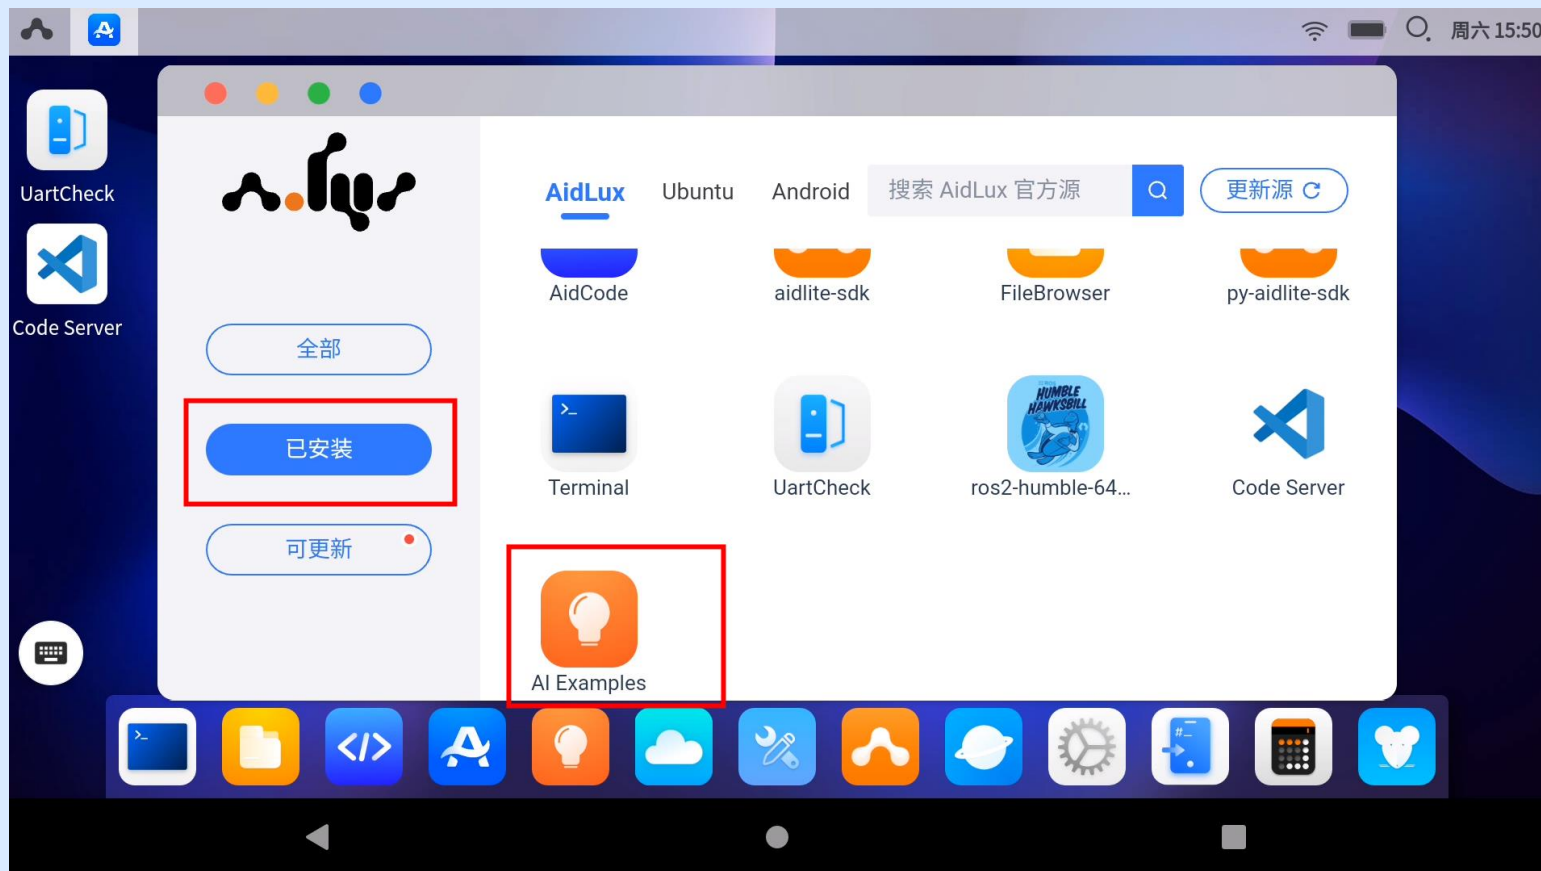 周六 15:50
UartCheck
Code Server
AidLux
Ubuntu
Android
搜索 AidLux 官方源
更新源
全部
已安装
可更新
AidCode
aidlite-sdk
FileBrowser
py-aidlite-sdk
>_
HUMBLE
HAWKSBILL
Terminal
UartCheck
ros2-humble-64...
Code Server
AI Examples
>_
</>
#_